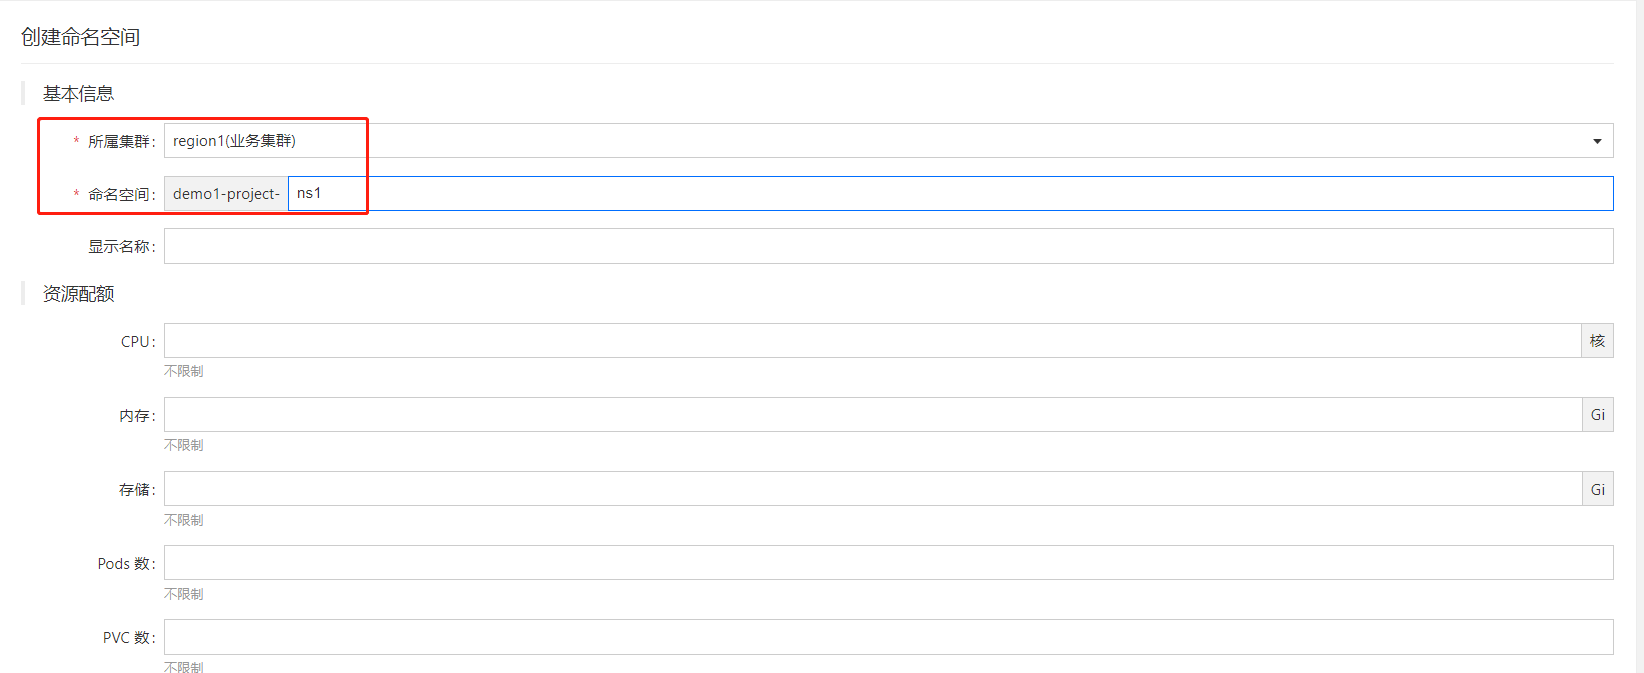 创建命名空间
基本信息
* 所属集群: region1(业务集群)
* 命名空间: demo1-project- ns1
显示名称:
资源配额
CPU: 核
不限制
内存: Gi
不限制
存储: Gi
不限制
Pods 数:
不限制
PVC 数:
不限制